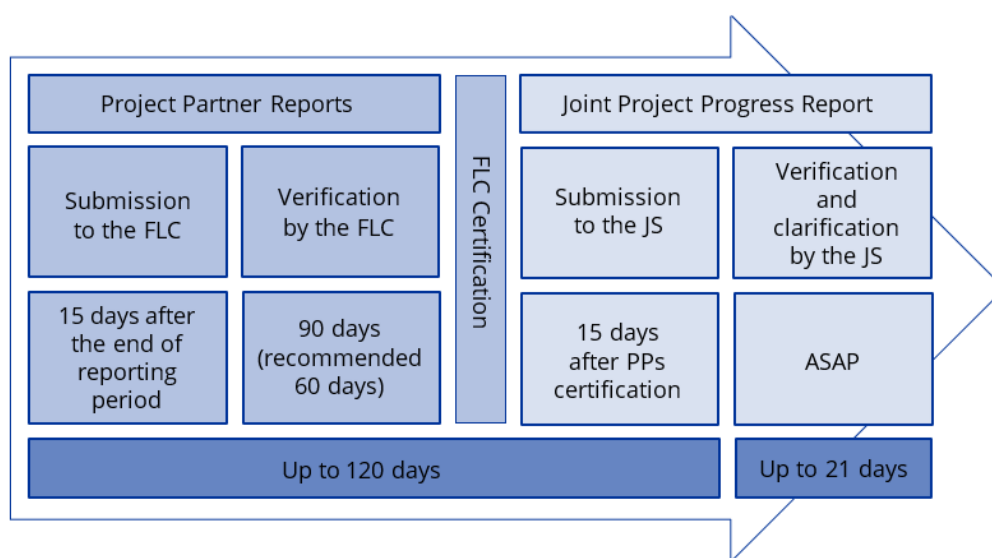 Project Partner Reports
Joint Project Progress Report
FLC Certification
Submission
to the FLC
Verification
by the FLC
Submission
to the JS
Verification
and
clarification
by the JS
15 days after
the end of
reporting
period
90 days
(recommended
60 days)
15 days
after PPs
certification
ASAP
Up to 120 days
Up to 21 days